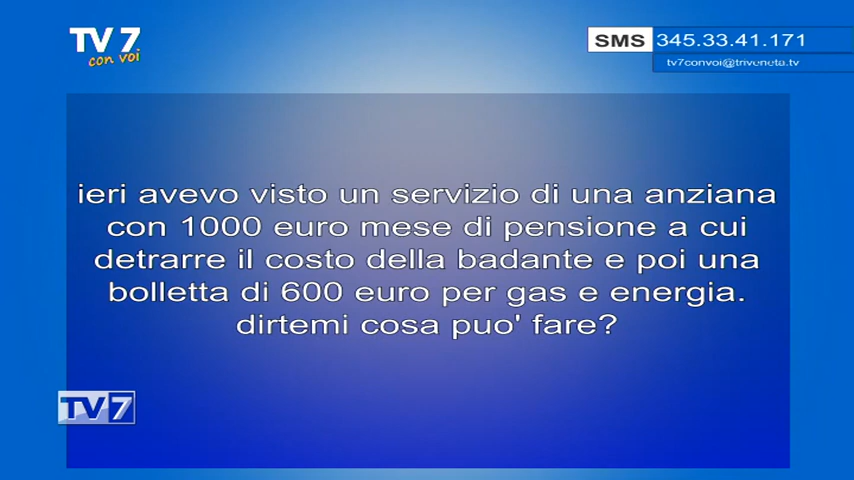 TV 7
con voi
SMS 345.33.41.171
tv7convoi@triveneta.tv
ieri avevo visto un servizio di una anziana
con 1000 euro mese di pensione a cui
detrarre il costo della badante e poi una
bolletta di 600 euro per gas e energia.
dirtemi cosa puo' fare?
TV7